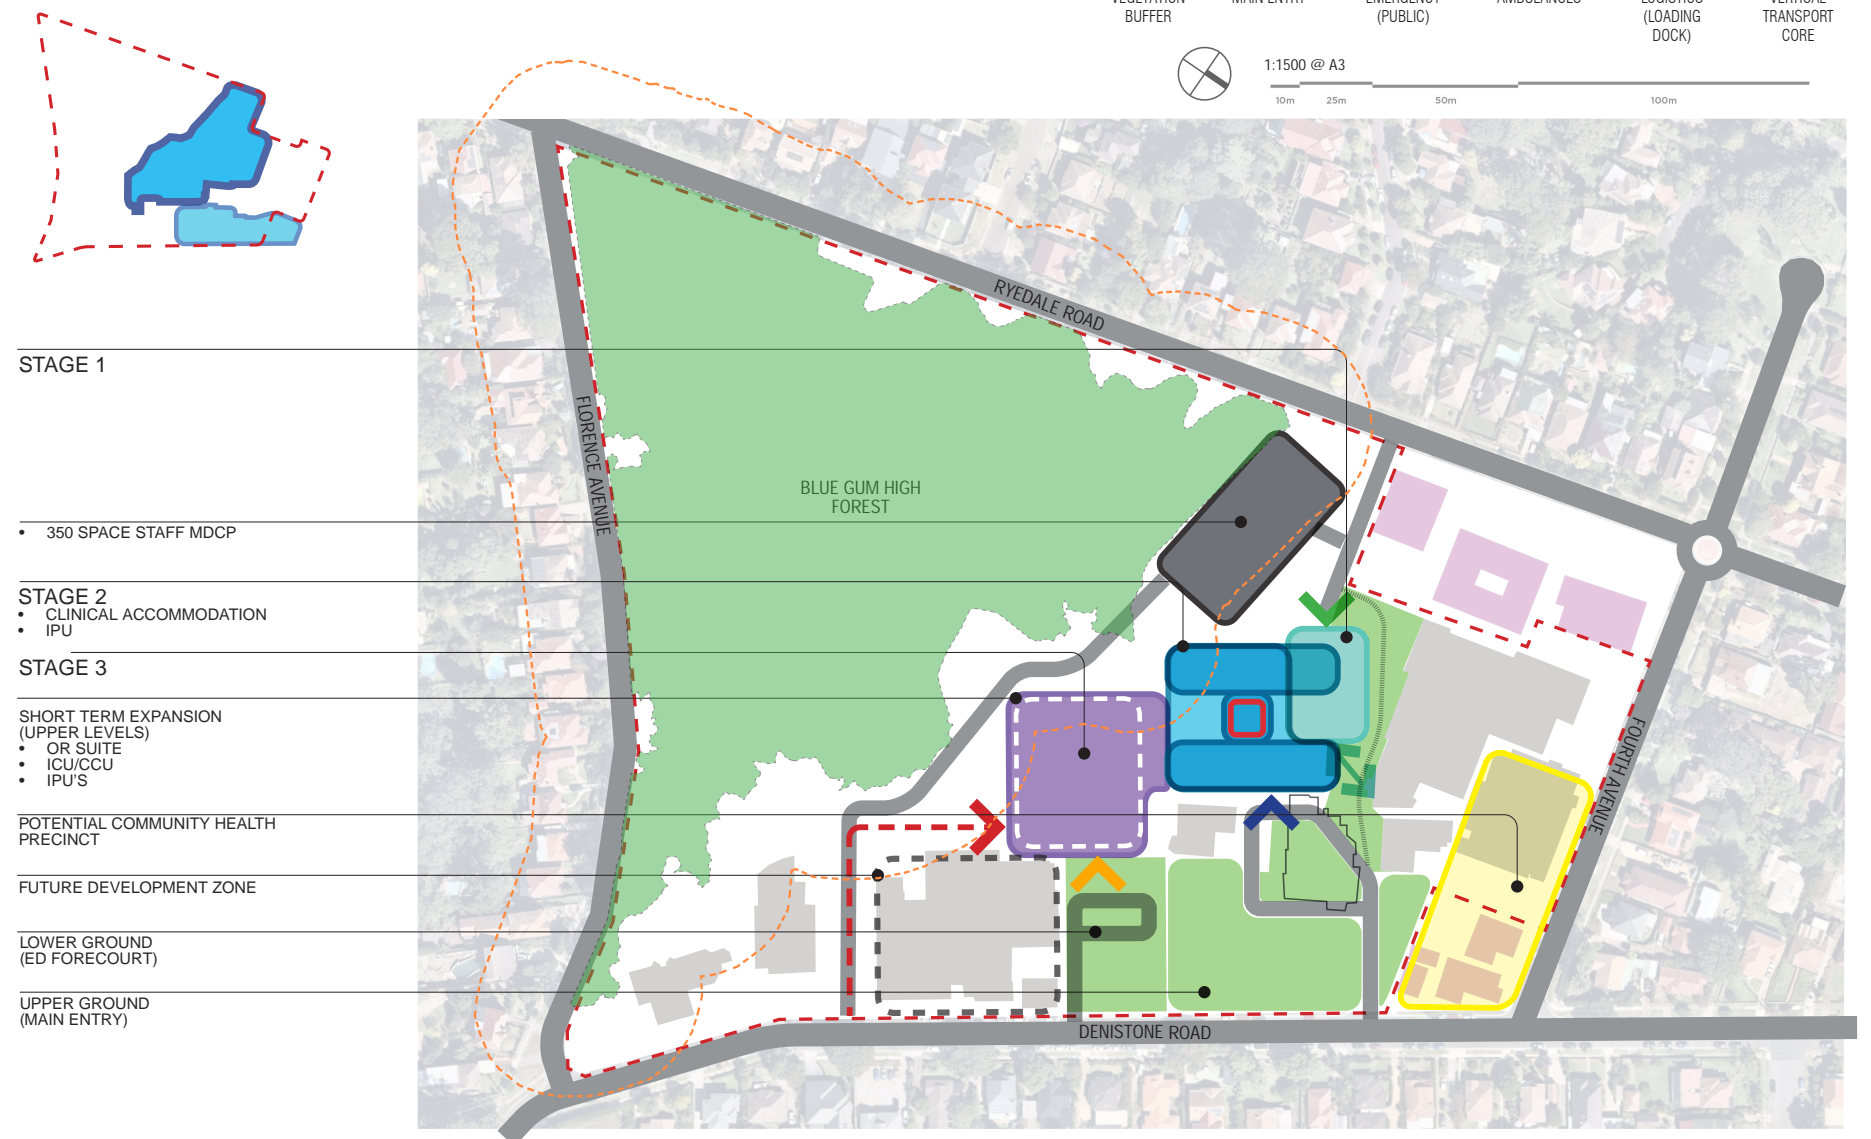 BUFFER
(PUBLIC)
(LOADING
DOCK)
TRANSPORT
CORE
1:1500 @ A3
10m 25m 50m 100m
RYEDALE ROAD
STAGE 1
FLORENCE AVENUE
BLUE GUM HIGH
FOREST
• 350 SPACE STAFF MDCP
STAGE 2
• CLINICAL ACCOMMODATION
• IPU
STAGE 3
SHORT TERM EXPANSION
(UPPER LEVELS)
• OR SUITE
• ICU/CCU
• IPU'S
FOURTH AVENUE
POTENTIAL COMMUNITY HEALTH
PRECINCT
FUTURE DEVELOPMENT ZONE
LOWER GROUND
(ED FORECOURT)
UPPER GROUND
(MAIN ENTRY)
DENISTONE ROAD